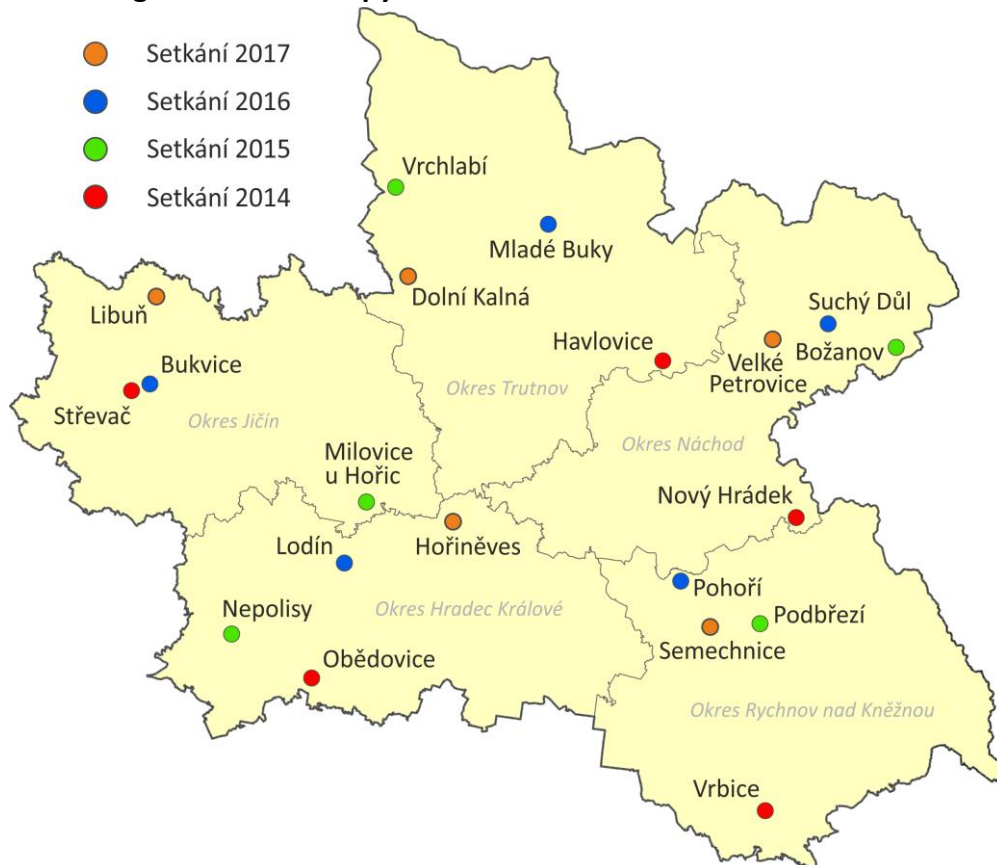 Setkání 2017
Setkání 2016
Setkání 2015
Setkání 2014
Vrchlabí
Mladé Buky
Dolní Kalná
Libuň
Suchý Důl
Božanov
Velké
Petrovice
Havlovice
Bukvice
Střevač
Okres Trutnov
Okres Jičín
Okres Náchod
Milovice
u Hořic
Nový Hrádek
Hořiněves
Lodín
Pohoří
Podbřezí
Semechnice
Nepolisy
Okres Hradec Králové
Obědovice
Okres Rychnov nad Kněžnou
Vrbice